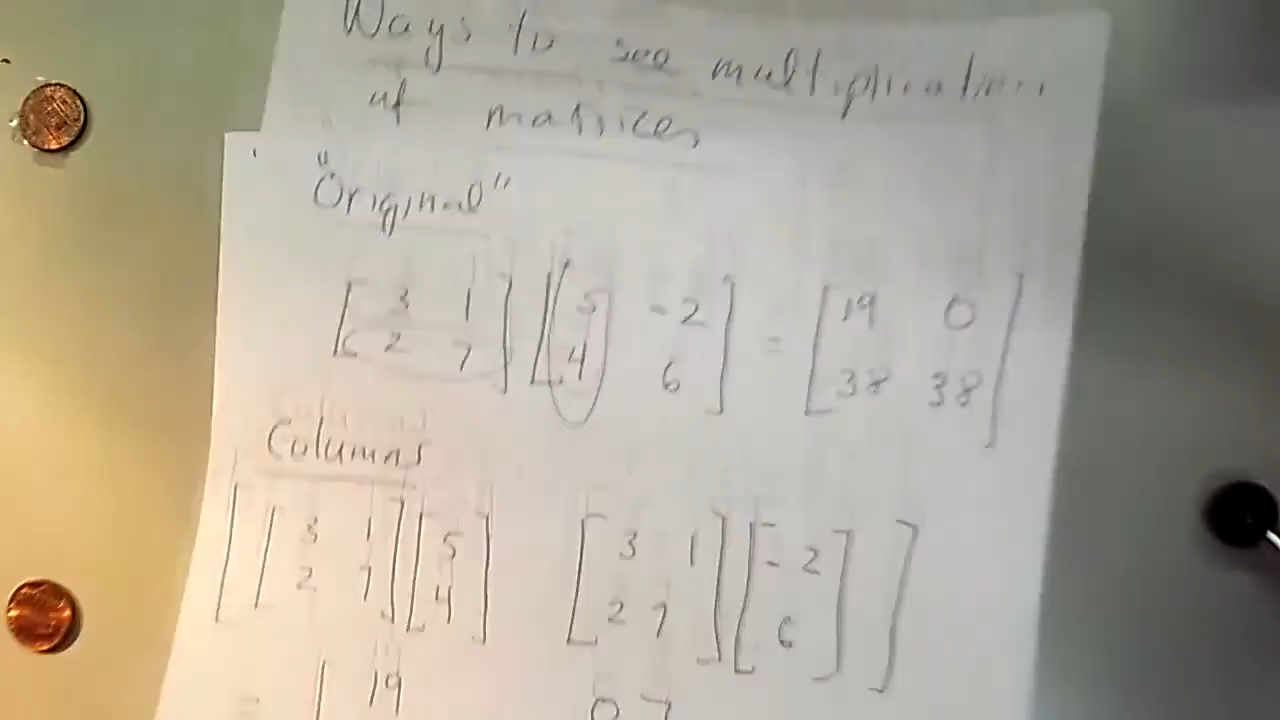 Ways to see multiplication
of matrices
"Original"
[ 3 1 ] [ 5 -2 ] = [ 19 0 ]
[ 2 7 ] [ 4 6 ] [ 38 38 ]
Columns
[ [ 3 1 ] [ 5 ] [ 3 1 ] [ -2 ] ]
[ [ 2 7 ] [ 4 ] [ 2 7 ] [ 6 ] ]
= [ 19 0 ]